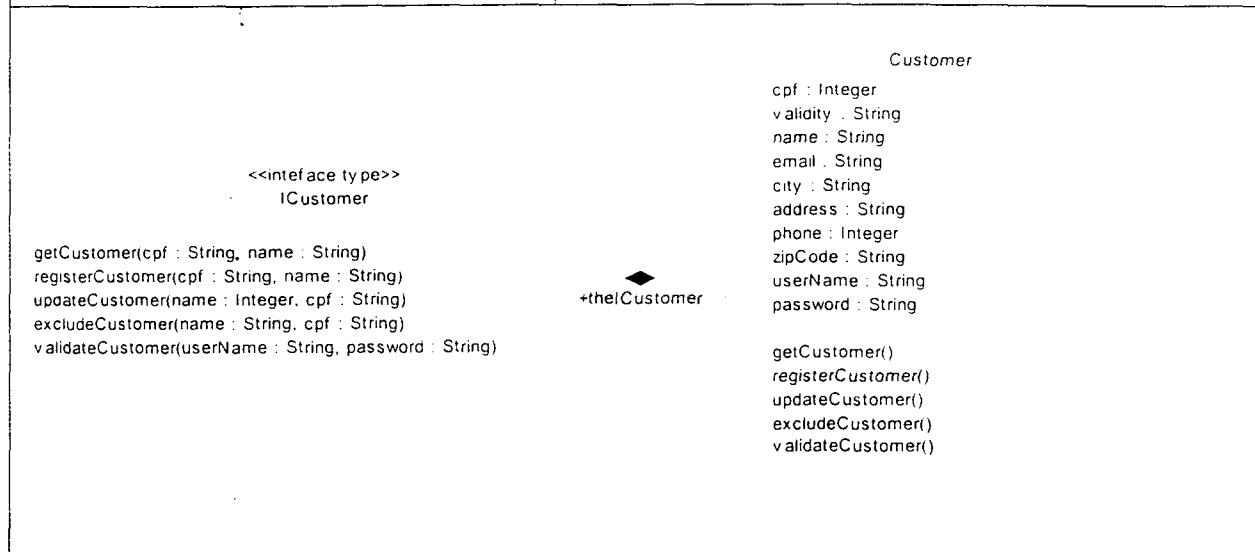 <<inteface type>>
ICustomer
getCustomer(cpf : String, name : String)
registerCustomer(cpf : String, name : String)
updateCustomer(name : Integer, cpf : String)
excludeCustomer(name : String, cpf : String)
validateCustomer(userName : String, password : String)
+theICustomer
Customer
cpf : Integer
validity : String
name : String
email : String
city : String
address : String
phone : Integer
zipCode : String
userName : String
password : String
getCustomer()
registerCustomer()
updateCustomer()
excludeCustomer()
validateCustomer()